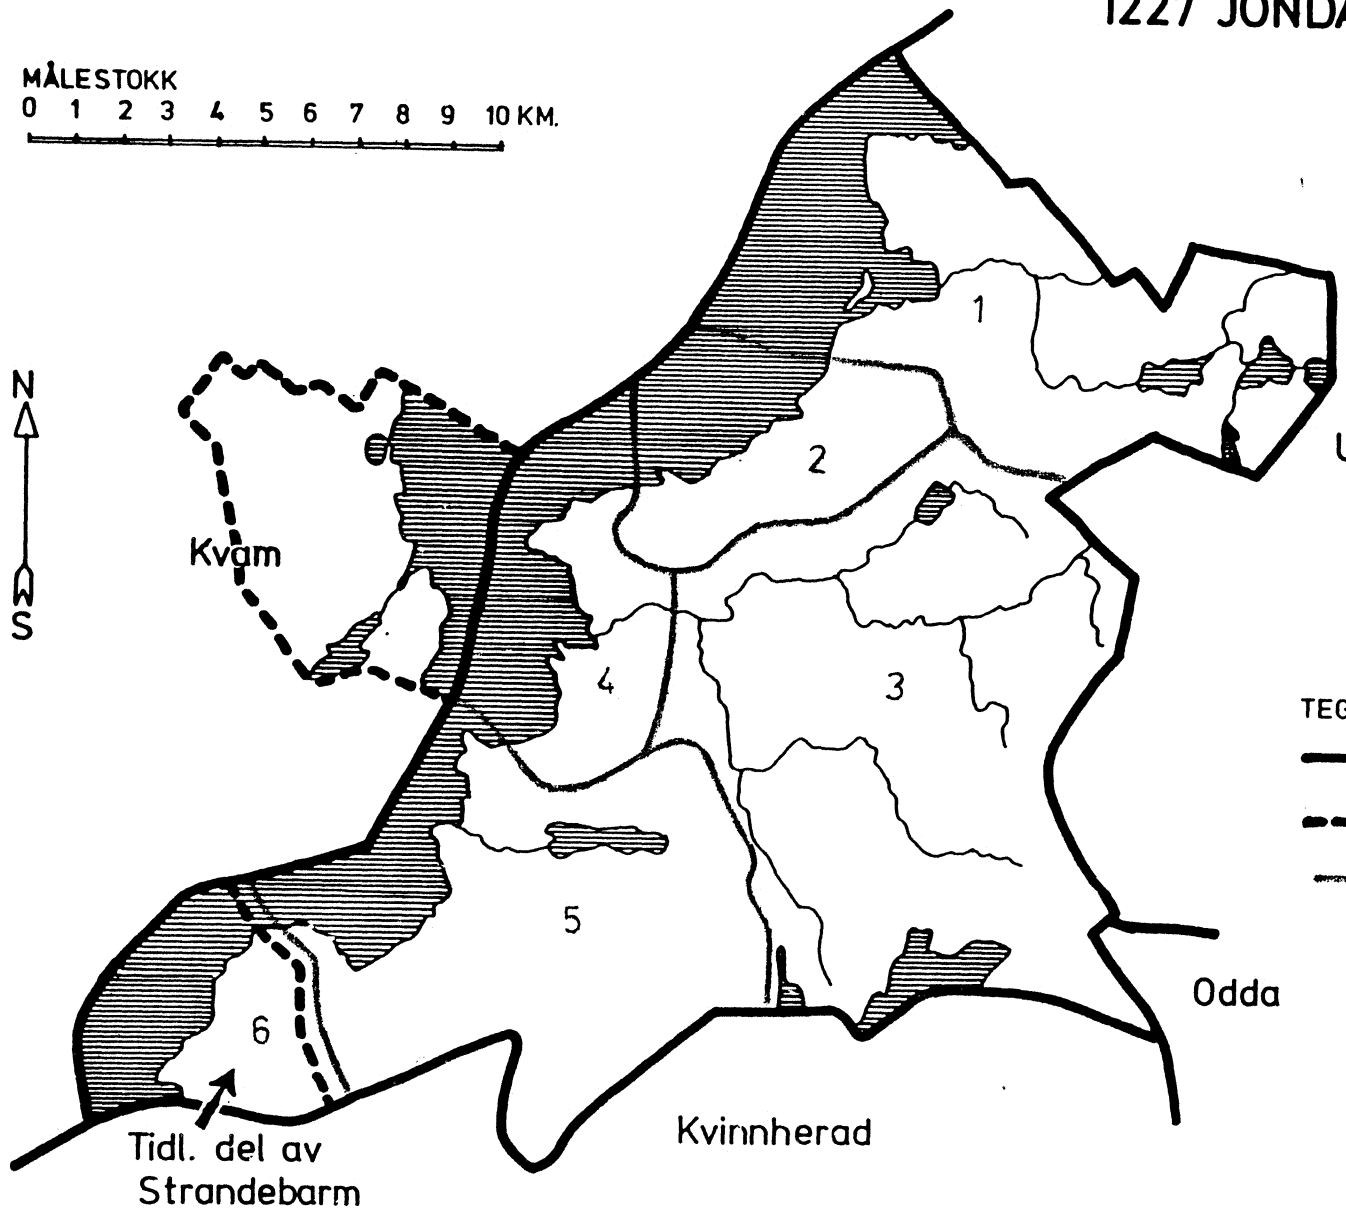 1227 JONDA
MÅLESTOKK
0 1 2 3 4 5 6 7 8 9 10 KM.
1
N
2
U
Kvam
S
4
3
TEG
5
Odda
6
Kvinnherad
Tidl. del av
Strandebarm